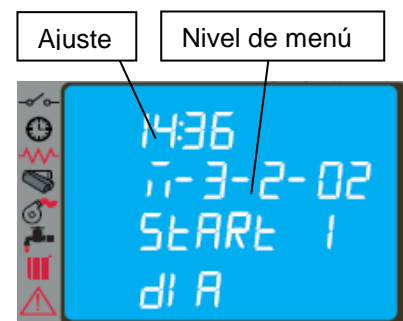 Ajuste
Nivel de menú
14:36
M-3-2-02
StARt 1
di A